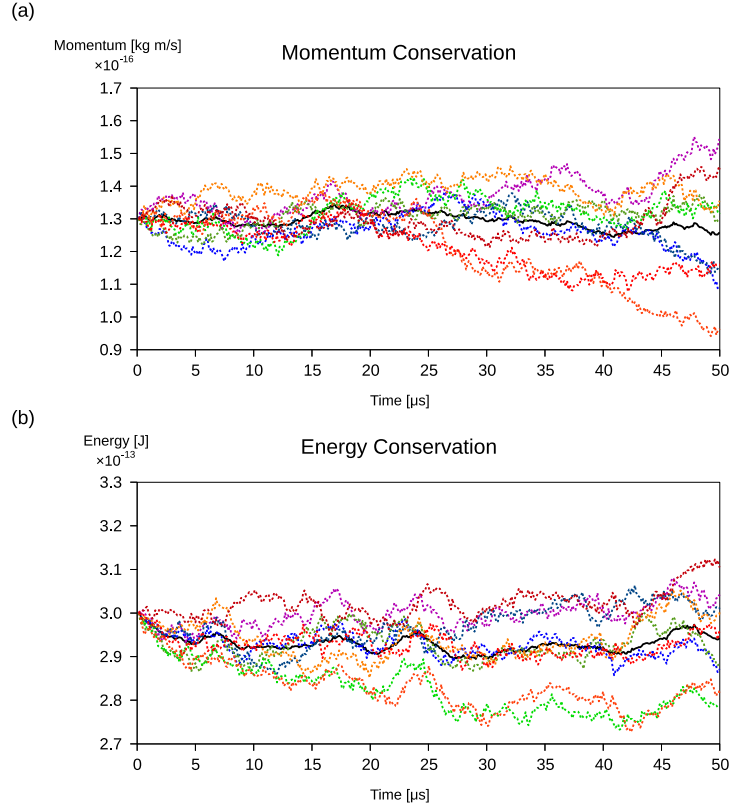 (a)
Momentum [kg m/s]
×10⁻¹⁶
Momentum Conservation
1.7
1.6
1.5
1.4
1.3
1.2
1.1
1.0
0.9
0 5 10 15 20 25 30 35 40 45 50
Time [μs]
(b)
Energy [J]
×10⁻¹³
Energy Conservation
3.3
3.2
3.1
3.0
2.9
2.8
2.7
0 5 10 15 20 25 30 35 40 45 50
Time [μs]